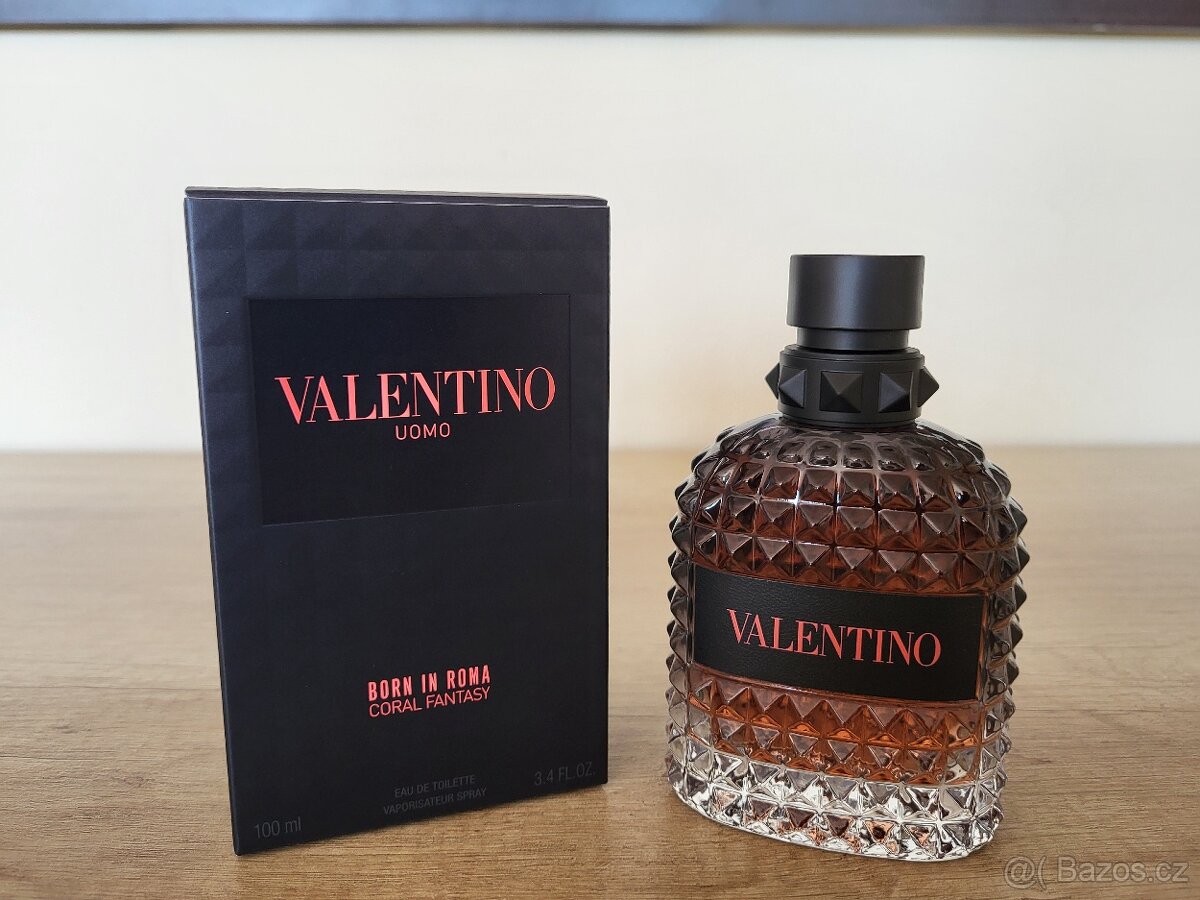 VALENTINO
UOMO
BORN IN ROMA
CORAL FANTASY
EAU DE TOILETTE
VAPORISATEUR SPRAY
100 ml
3.4 FL.OZ.
VALENTINO
@( Bazos.cz